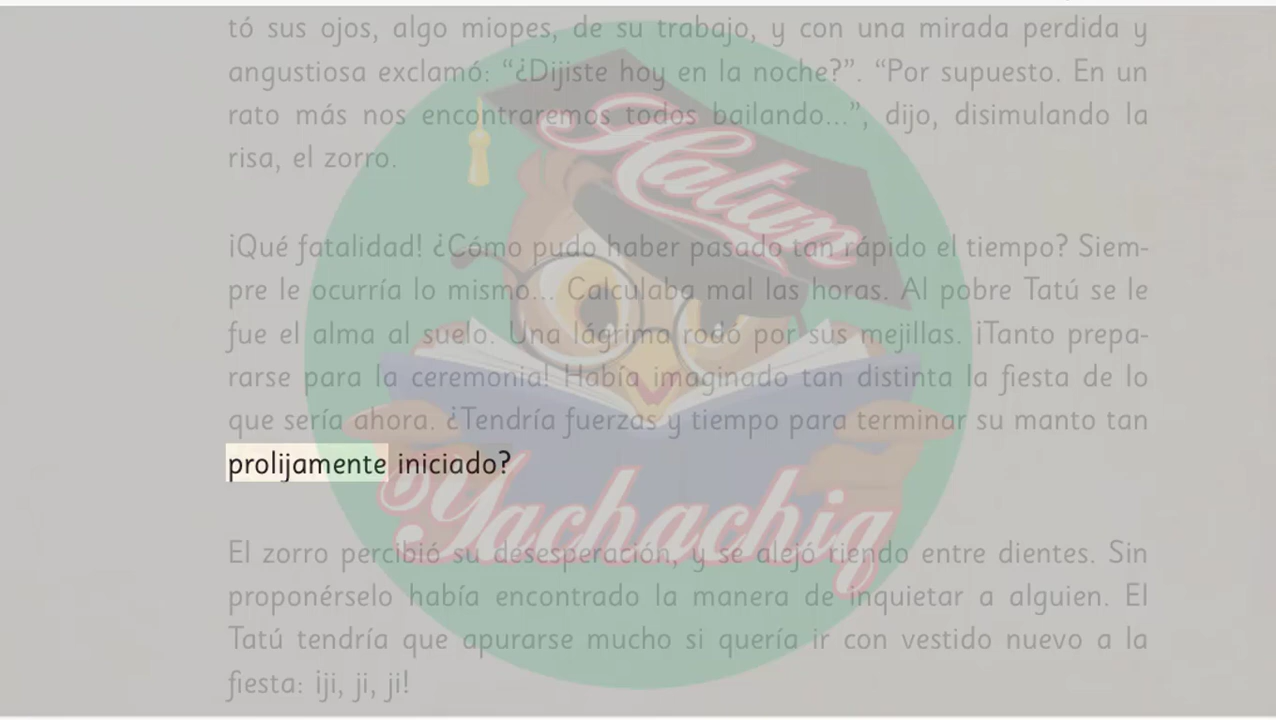 tó sus ojos, algo miopes, de su trabajo, y con una mirada perdida y
angustiosa exclamó: “¿Dijiste hoy en la noche?”. “Por supuesto. En un
rato más nos encontraremos todos bailando...”, dijo, disimulando la
risa, el zorro.
¡Qué fatalidad! ¿Cómo pudo haber pasado tan rápido el tiempo? Siem-
pre le ocurría lo mismo... Calculaba mal las horas. Al pobre Tatú se le
fue el alma al suelo. Una lágrima rodó por sus mejillas. ¡Tanto prepa-
rarse para la ceremonia! Había imaginado tan distinta la fiesta de lo
que sería ahora. ¿Tendría fuerzas y tiempo para terminar su manto tan
prolijamente iniciado?
El zorro percibió su desesperación, y se alejó riendo entre dientes. Sin
proponérselo había encontrado la manera de inquietar a alguien. El
Tatú tendría que apurarse mucho si quería ir con vestido nuevo a la
fiesta: ¡ji, ji, ji!
Hatun
Yachachiq